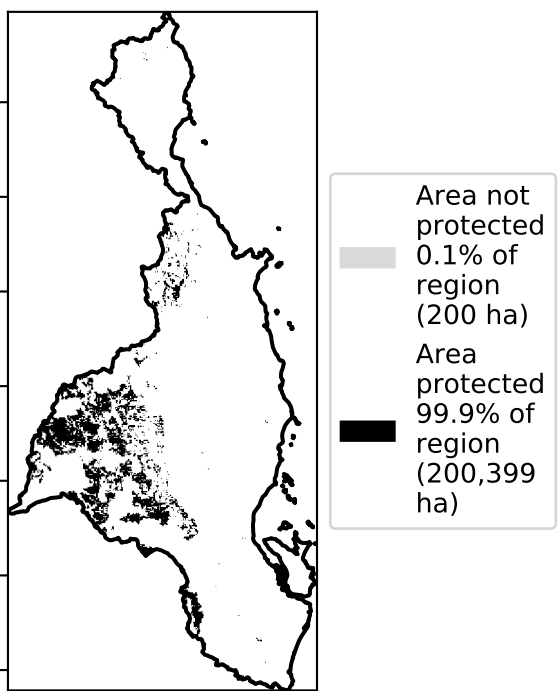 Area not
protected
0.1% of
region
(200 ha)
Area
protected
99.9% of
region
(200,399
ha)